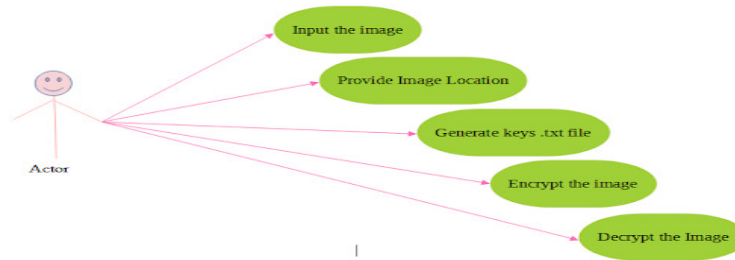 Input the image
Provide Image Location
Generate keys .txt file
Encrypt the image
Decrypt the Image
Actor